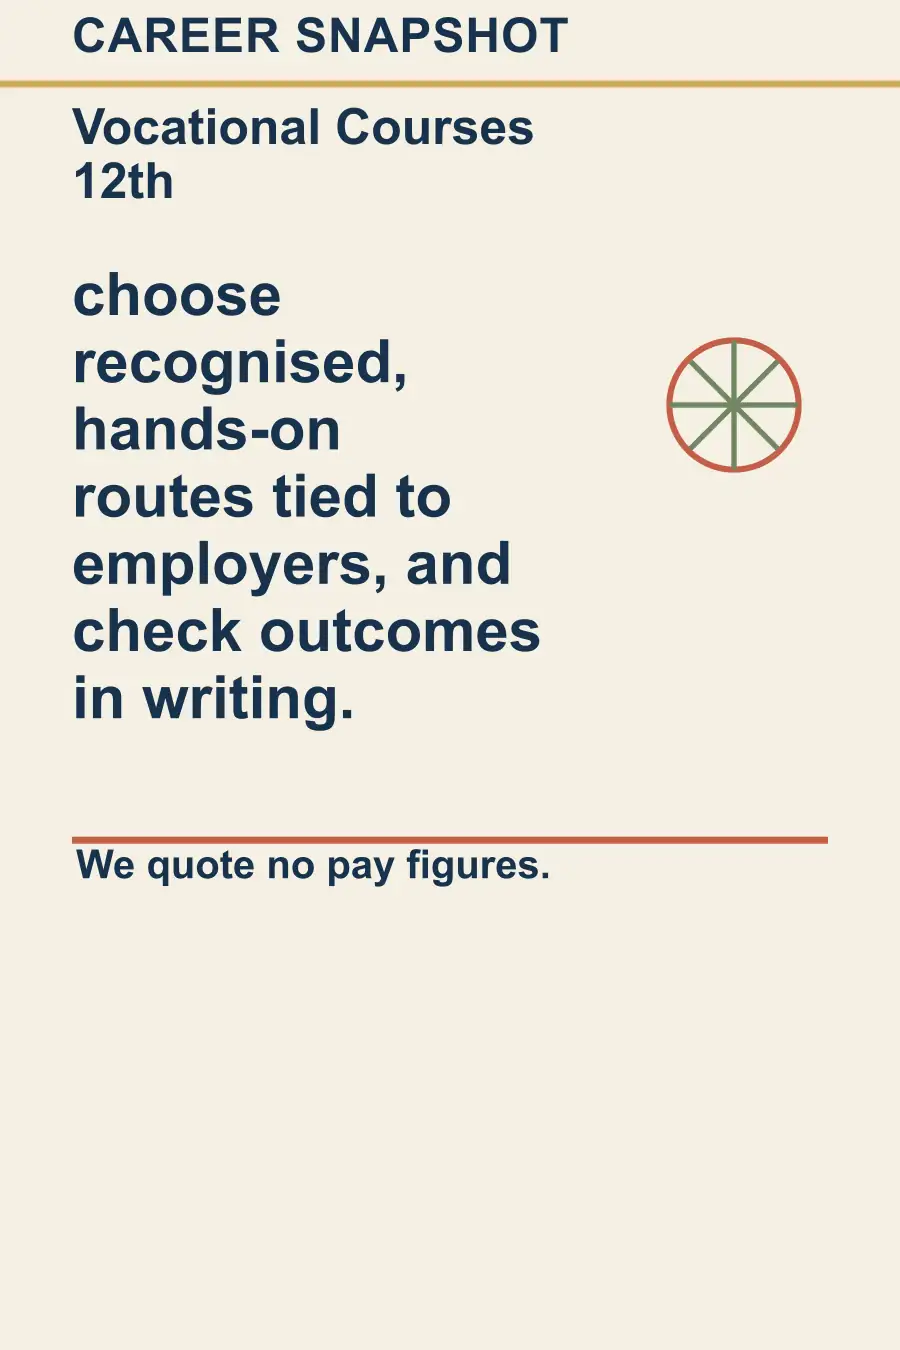 CAREER SNAPSHOT
Vocational Courses
12th
choose
recognised,
hands-on
routes tied to
employers, and
check outcomes
in writing.
We quote no pay figures.